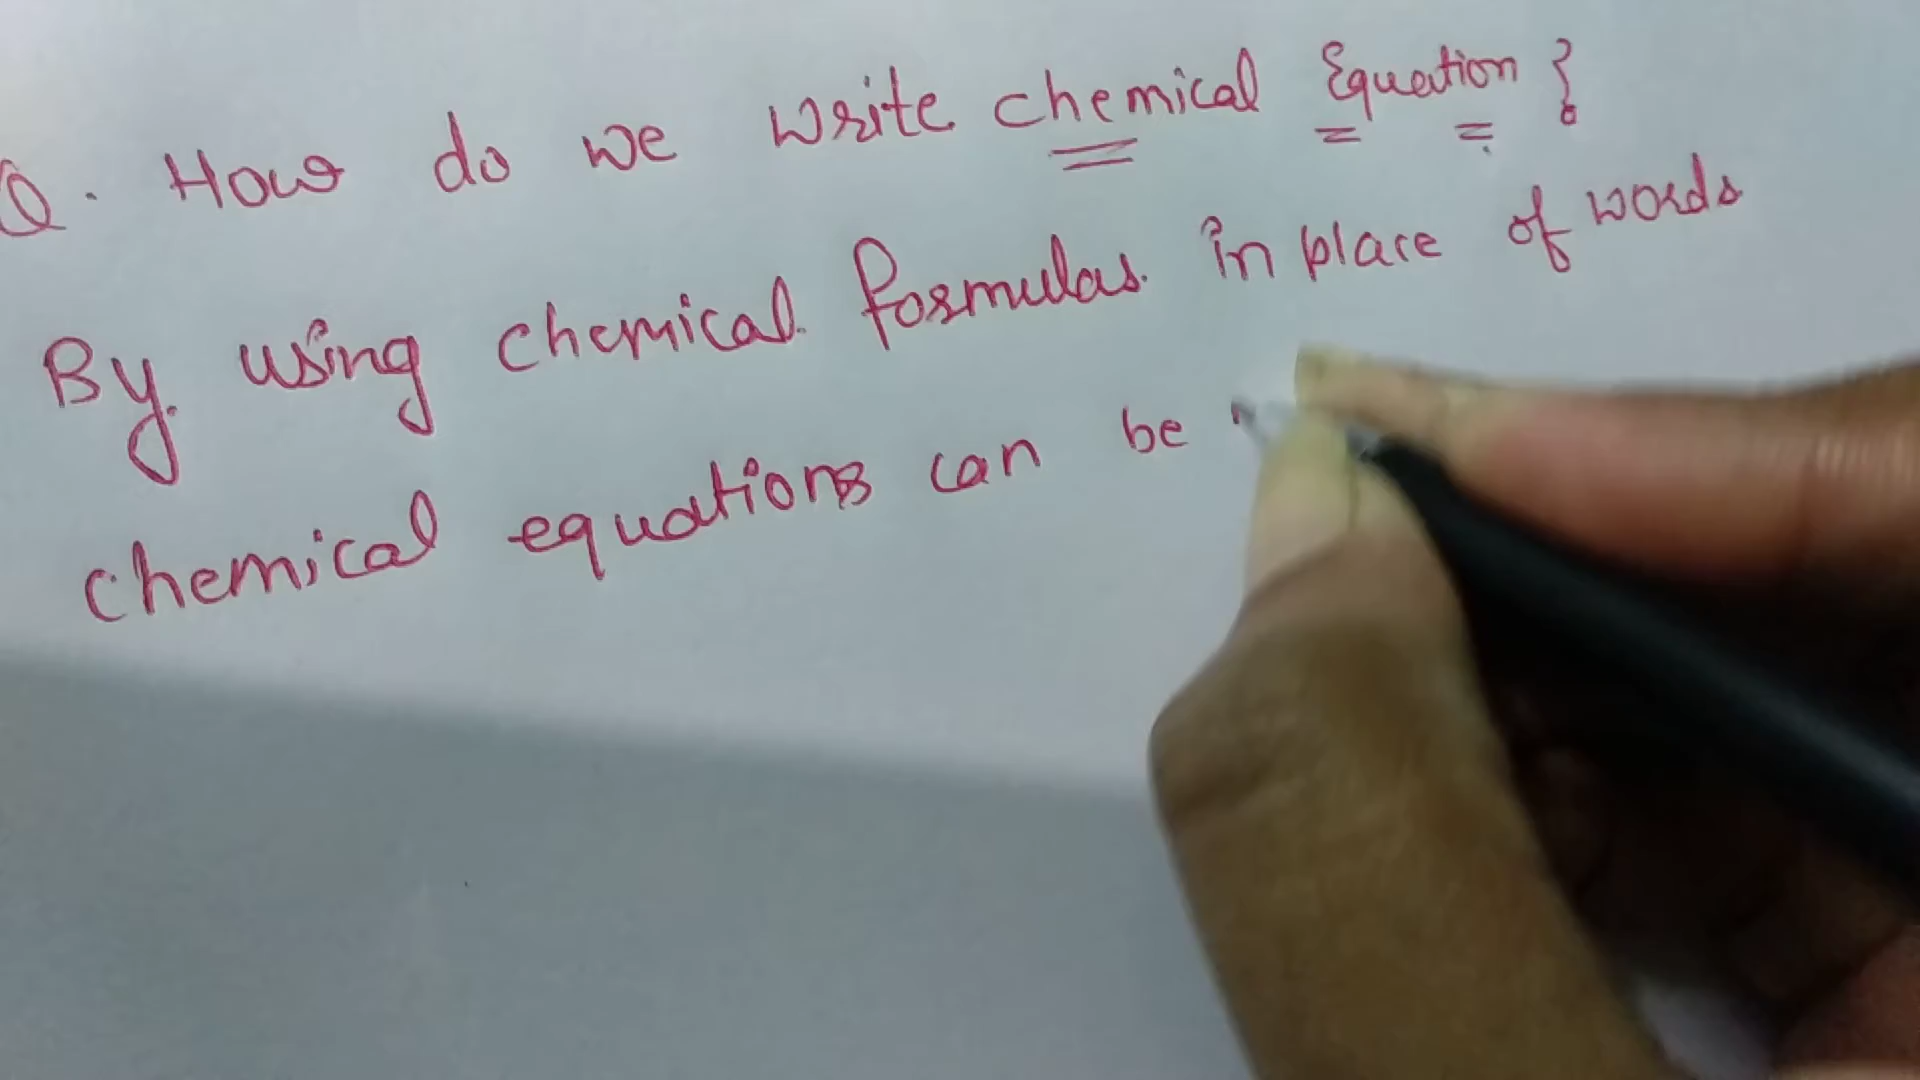 Q. How do we write chemical Equation?
By using chemical formulas in place of words
chemical equations can be